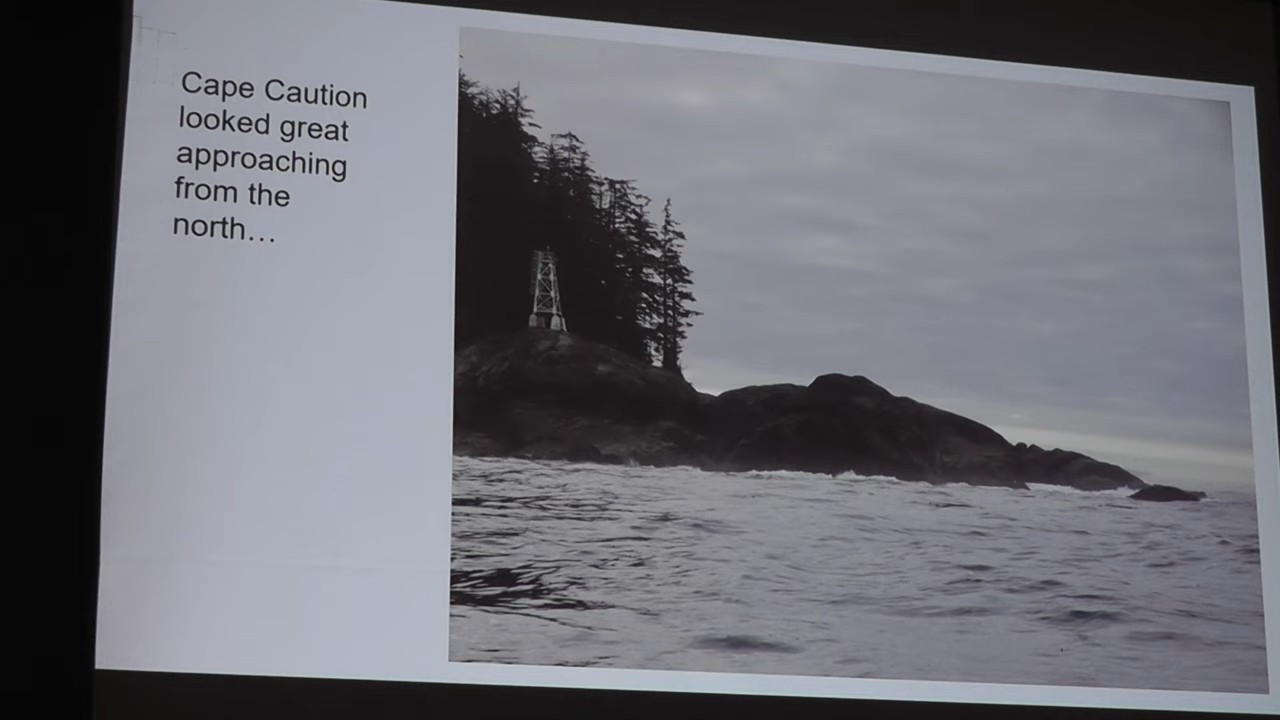 Cape Caution
looked great
approaching
from the
north…